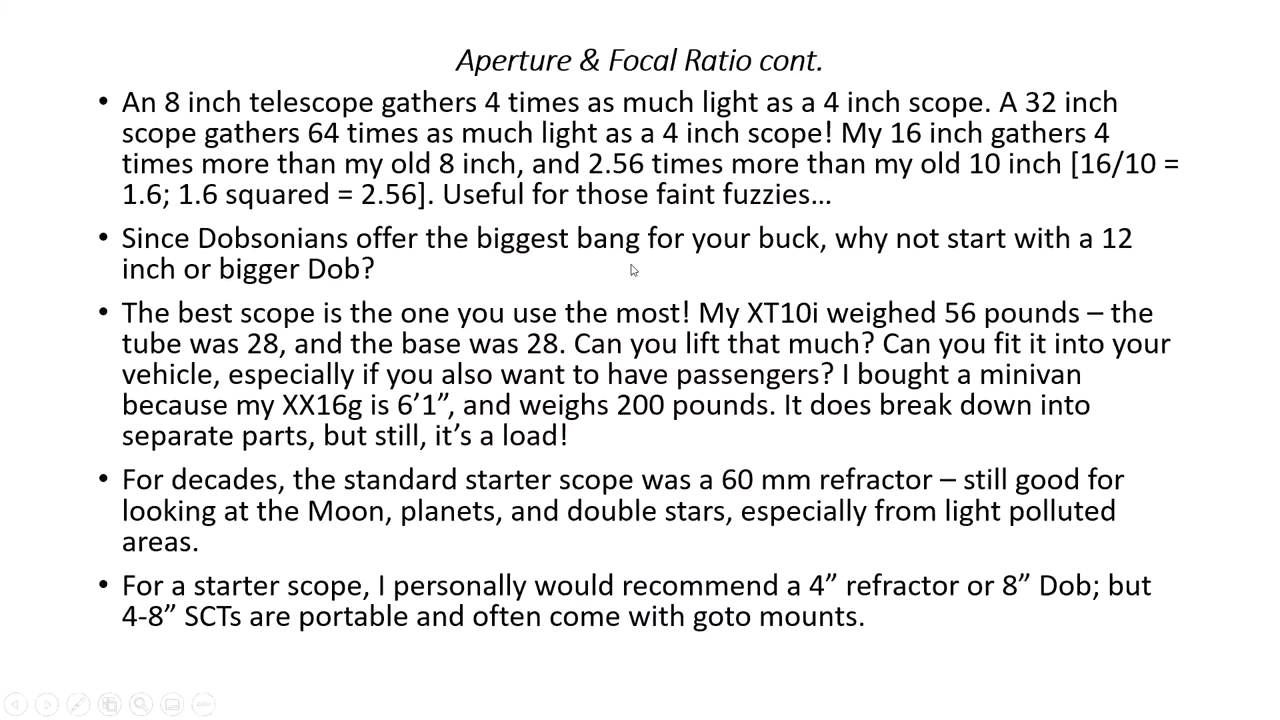 Aperture & Focal Ratio cont.
• An 8 inch telescope gathers 4 times as much light as a 4 inch scope. A 32 inch
scope gathers 64 times as much light as a 4 inch scope! My 16 inch gathers 4
times more than my old 8 inch, and 2.56 times more than my old 10 inch [16/10 =
1.6; 1.6 squared = 2.56]. Useful for those faint fuzzies…
• Since Dobsonians offer the biggest bang for your buck, why not start with a 12
inch or bigger Dob?
• The best scope is the one you use the most! My XT10i weighed 56 pounds – the
tube was 28, and the base was 28. Can you lift that much? Can you fit it into your
vehicle, especially if you also want to have passengers? I bought a minivan
because my XX16g is 6’1”, and weighs 200 pounds. It does break down into
separate parts, but still, it’s a load!
• For decades, the standard starter scope was a 60 mm refractor – still good for
looking at the Moon, planets, and double stars, especially from light polluted
areas.
• For a starter scope, I personally would recommend a 4” refractor or 8” Dob; but
4-8” SCTs are portable and often come with goto mounts.